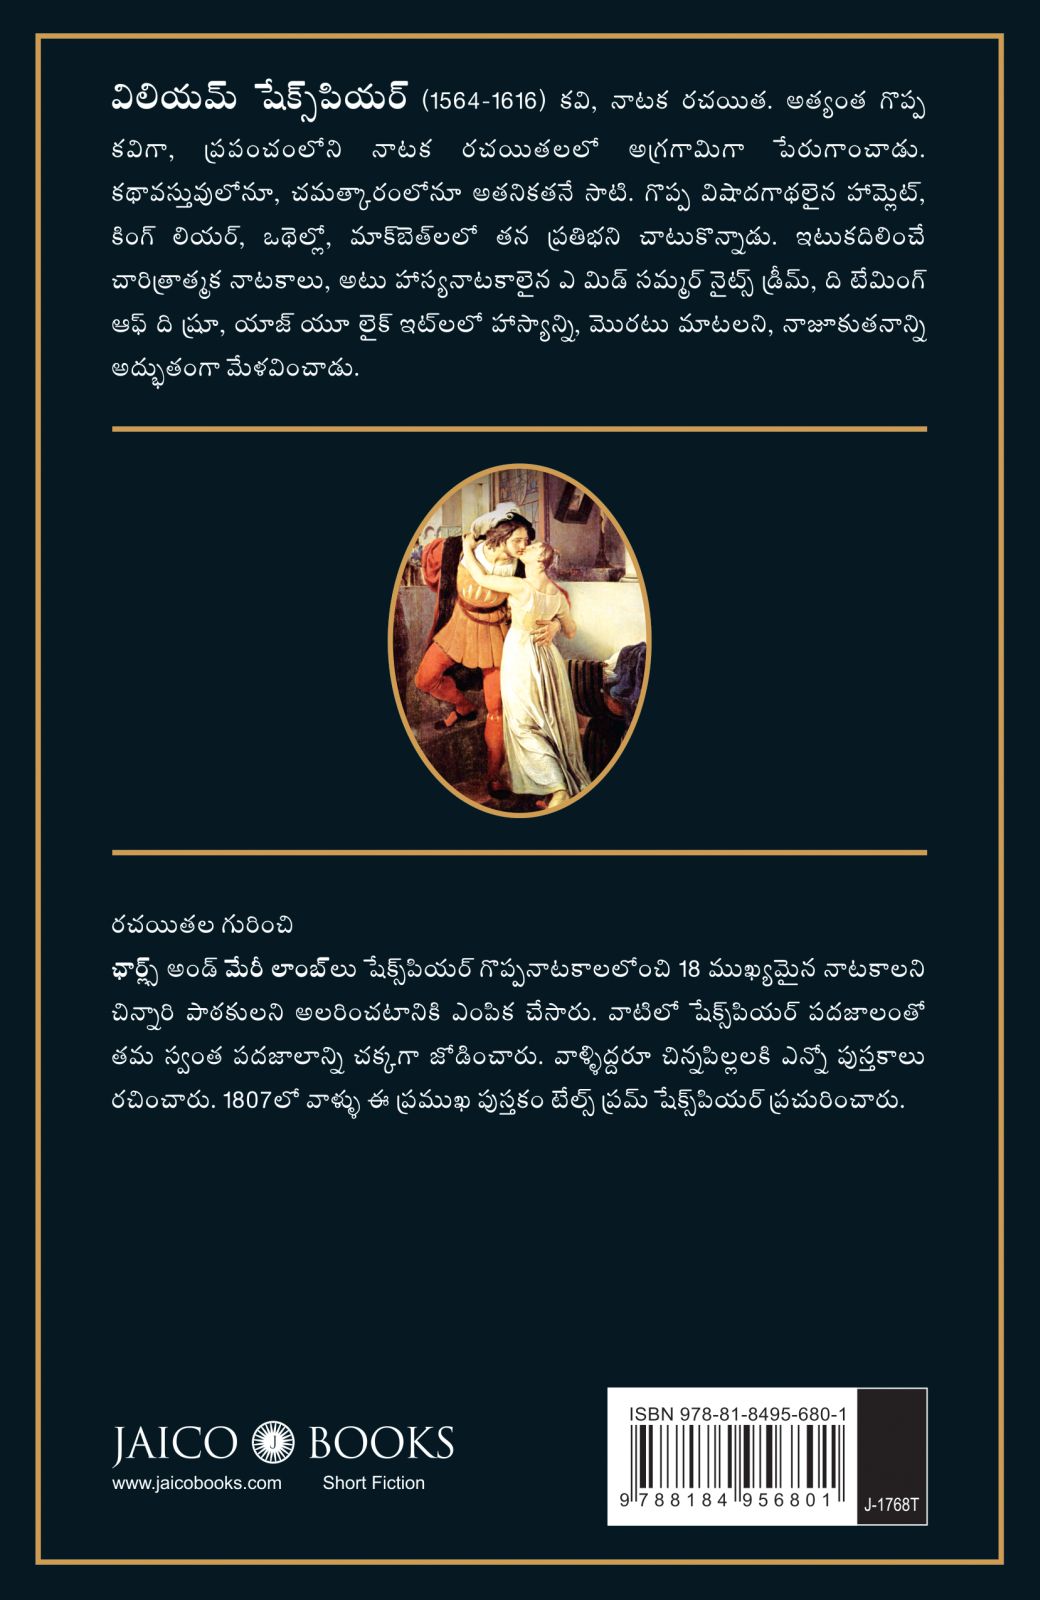 విలియమ్ షేక్స్‌పియర్ (1564-1616) కవి, నాటక రచయిత. అత్యంత గొప్ప
కవిగా, ప్రపంచంలోని నాటక రచయితలలో అగ్రగామిగా పేరుగాంచాడు.
కథావస్తువులోనూ, చమత్కారంలోనూ అతనికతనే సాటి. గొప్ప విషాదగాథలైన హామ్లెట్,
కింగ్ లియర్, ఒథెల్లో, మాక్‌బెత్‌లలో తన ప్రతిభని చాటుకొన్నాడు. ఇటుకదిలించే
చారిత్రాత్మక నాటకాలు, అటు హాస్యనాటకాలైన ఎ మిడ్ సమ్మర్ నైట్స్ డ్రీమ్, ది టేమింగ్
ఆఫ్ ది ష్రూ, యాజ్ యూ లైక్ ఇట్‌లలో హాస్యాన్ని, మొరటు మాటలని, నాజూకుతనాన్ని
అద్భుతంగా మేళవించాడు.
రచయితల గురించి
ఛార్ల్స్ అండ్ మేరీ లాంబ్‌లు షేక్స్‌పియర్ గొప్పనాటకాలలోంచి 18 ముఖ్యమైన నాటకాలని
చిన్నారి పాఠకులని అలరించటానికి ఎంపిక చేసారు. వాటిలో షేక్స్‌పియర్ పదజాలంతో
తమ స్వంత పదజాలాన్ని చక్కగా జోడించారు. వాళ్ళిద్దరూ చిన్నపిల్లలకి ఎన్నో పుస్తకాలు
రచించారు. 1807లో వాళ్ళు ఈ ప్రముఖ పుస్తకం టేల్స్ ప్రమ్ షేక్స్‌పియర్ ప్రచురించారు.
JAICO J BOOKS
www.jaicobooks.com Short Fiction
ISBN 978-81-8495-680-1
9 788184 956801
J-1768T